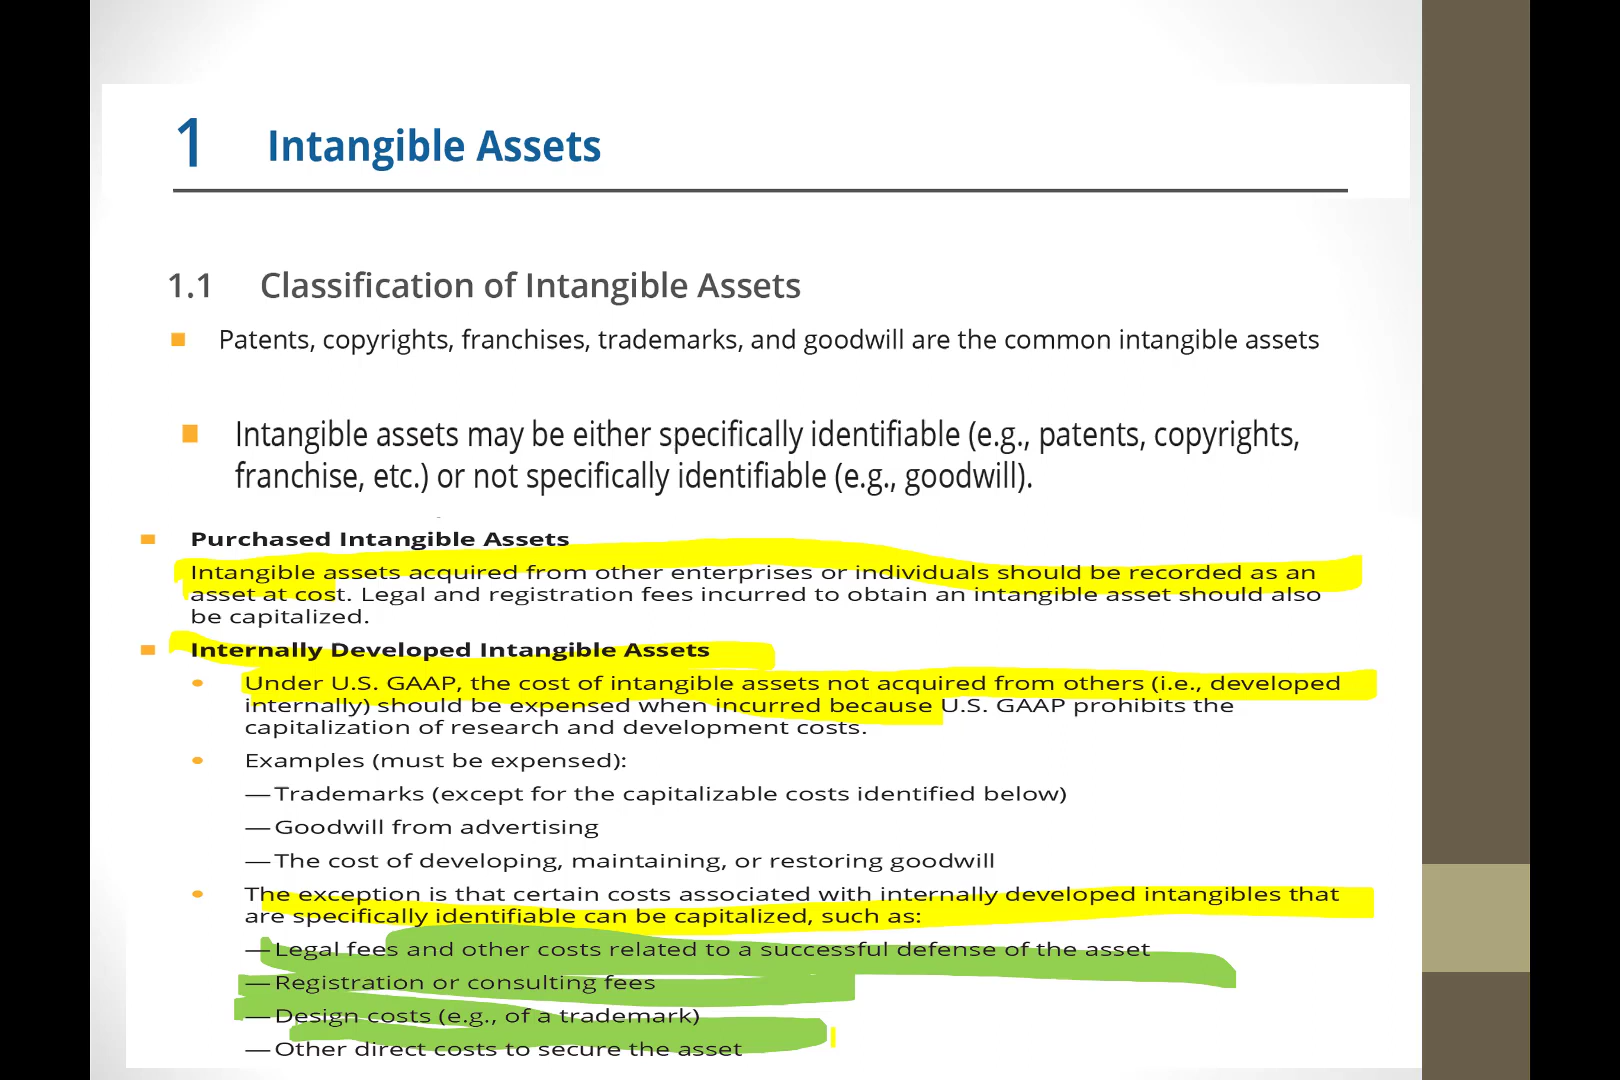 1 Intangible Assets
1.1 Classification of Intangible Assets
Patents, copyrights, franchises, trademarks, and goodwill are the common intangible assets
Intangible assets may be either specifically identifiable (e.g., patents, copyrights,
franchise, etc.) or not specifically identifiable (e.g., goodwill).
Purchased Intangible Assets
Intangible assets acquired from other enterprises or individuals should be recorded as an
asset at cost. Legal and registration fees incurred to obtain an intangible asset should also
be capitalized.
Internally Developed Intangible Assets
Under U.S. GAAP, the cost of intangible assets not acquired from others (i.e., developed
internally) should be expensed when incurred because U.S. GAAP prohibits the
capitalization of research and development costs.
Examples (must be expensed):
—Trademarks (except for the capitalizable costs identified below)
—Goodwill from advertising
—The cost of developing, maintaining, or restoring goodwill
The exception is that certain costs associated with internally developed intangibles that
are specifically identifiable can be capitalized, such as:
—Legal fees and other costs related to a successful defense of the asset
—Registration or consulting fees
—Design costs (e.g., of a trademark)
—Other direct costs to secure the asset